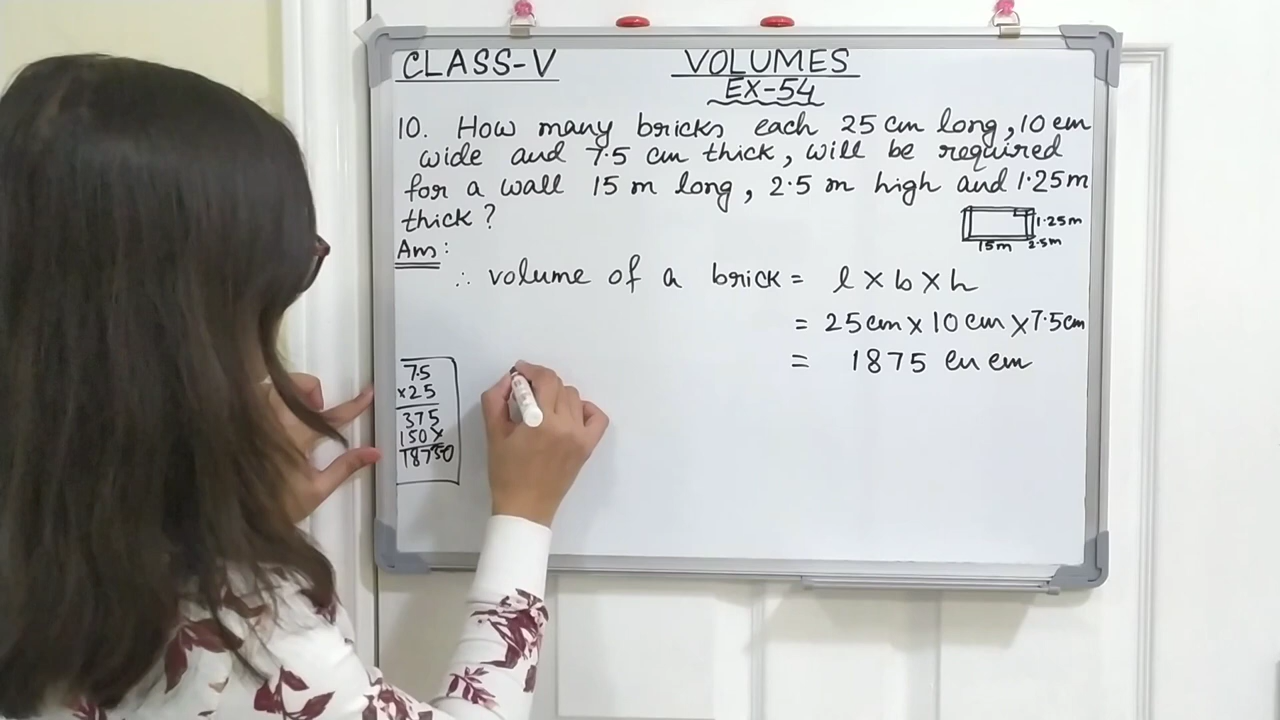 CLASS-V VOLUMES
EX-54
10. How many bricks each 25 cm long, 10 cm
wide and 7.5 cm thick, will be required
for a wall 15 m long, 2.5 m high and 1.25 m
thick?
1.25m
15m 2.5m
Ans:
∴ volume of a brick = l × b × h
= 25 cm × 10 cm × 7.5 cm
= 1875 cu cm
7.5
×25
375
150×
18750